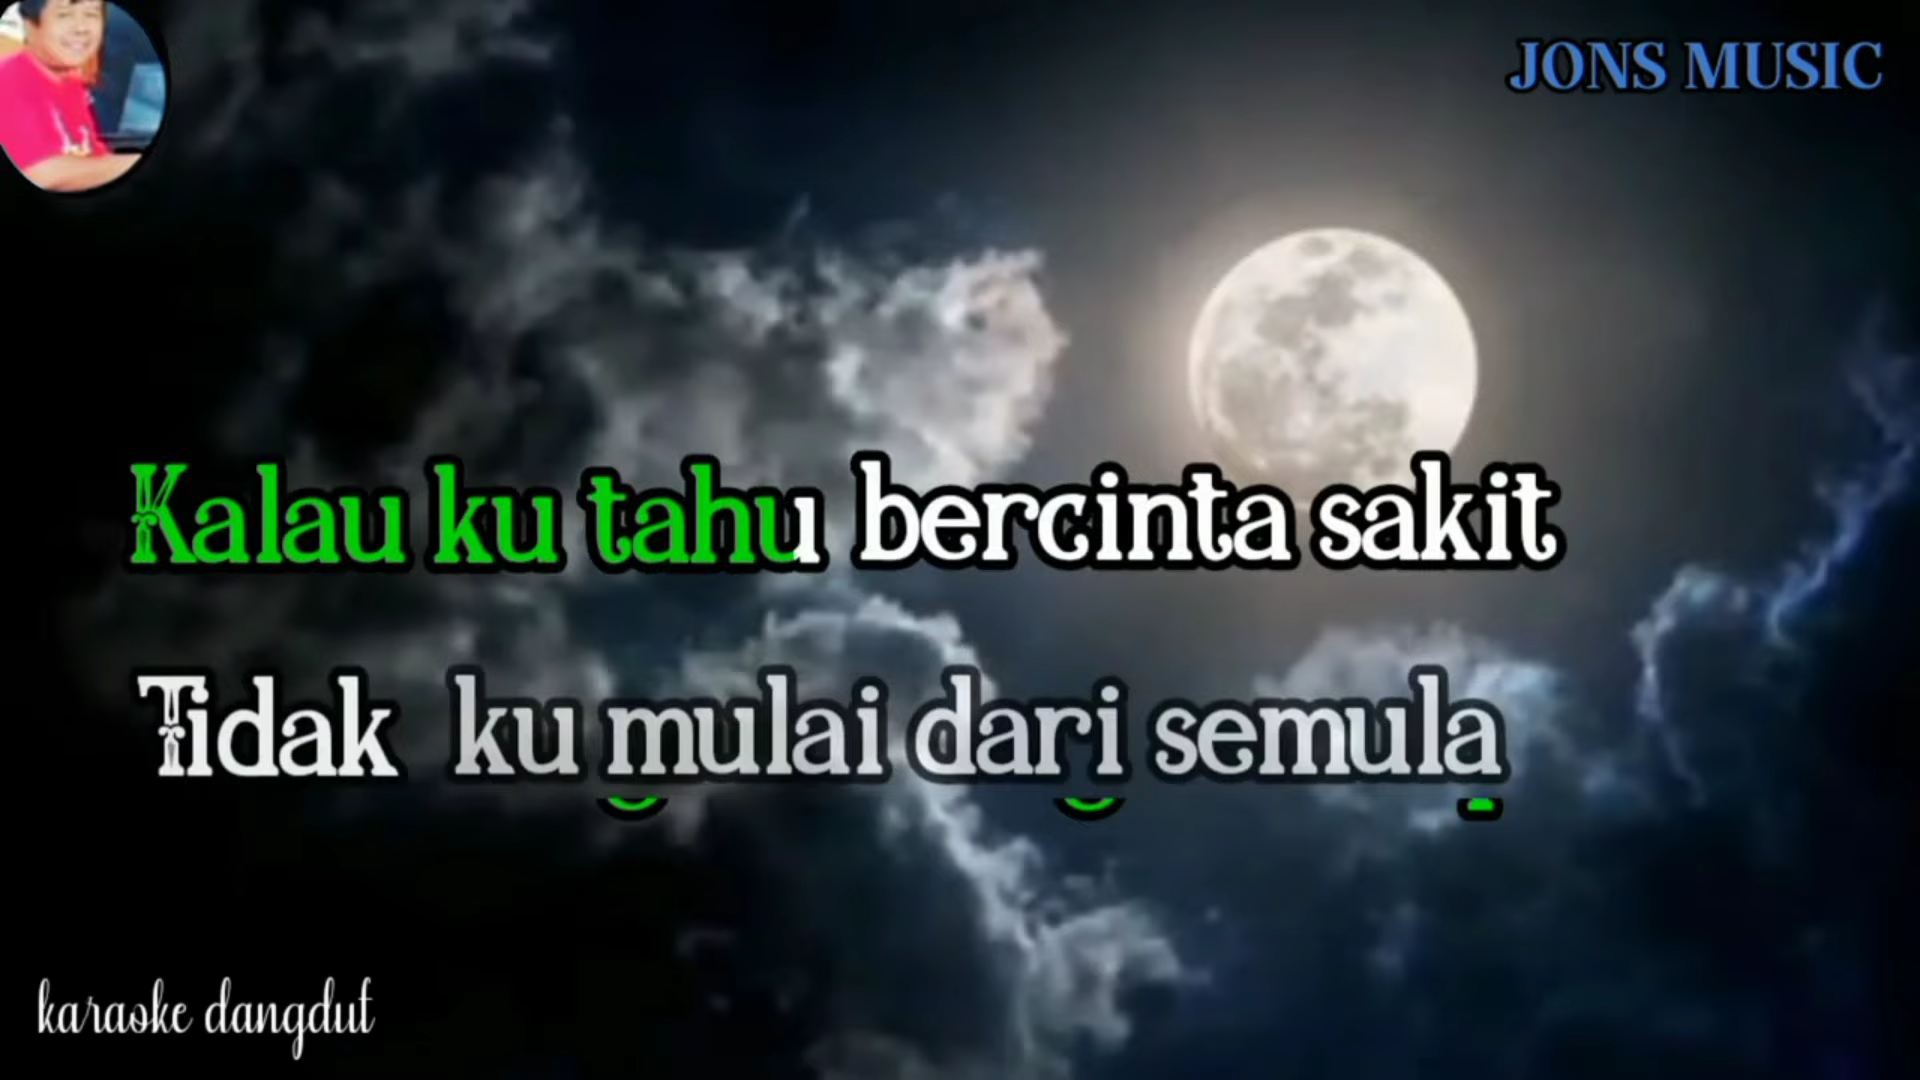 JONS MUSIC
Kalau ku tahu bercinta sakit
Tidak ku mulai dari semula
karaoke dangdut